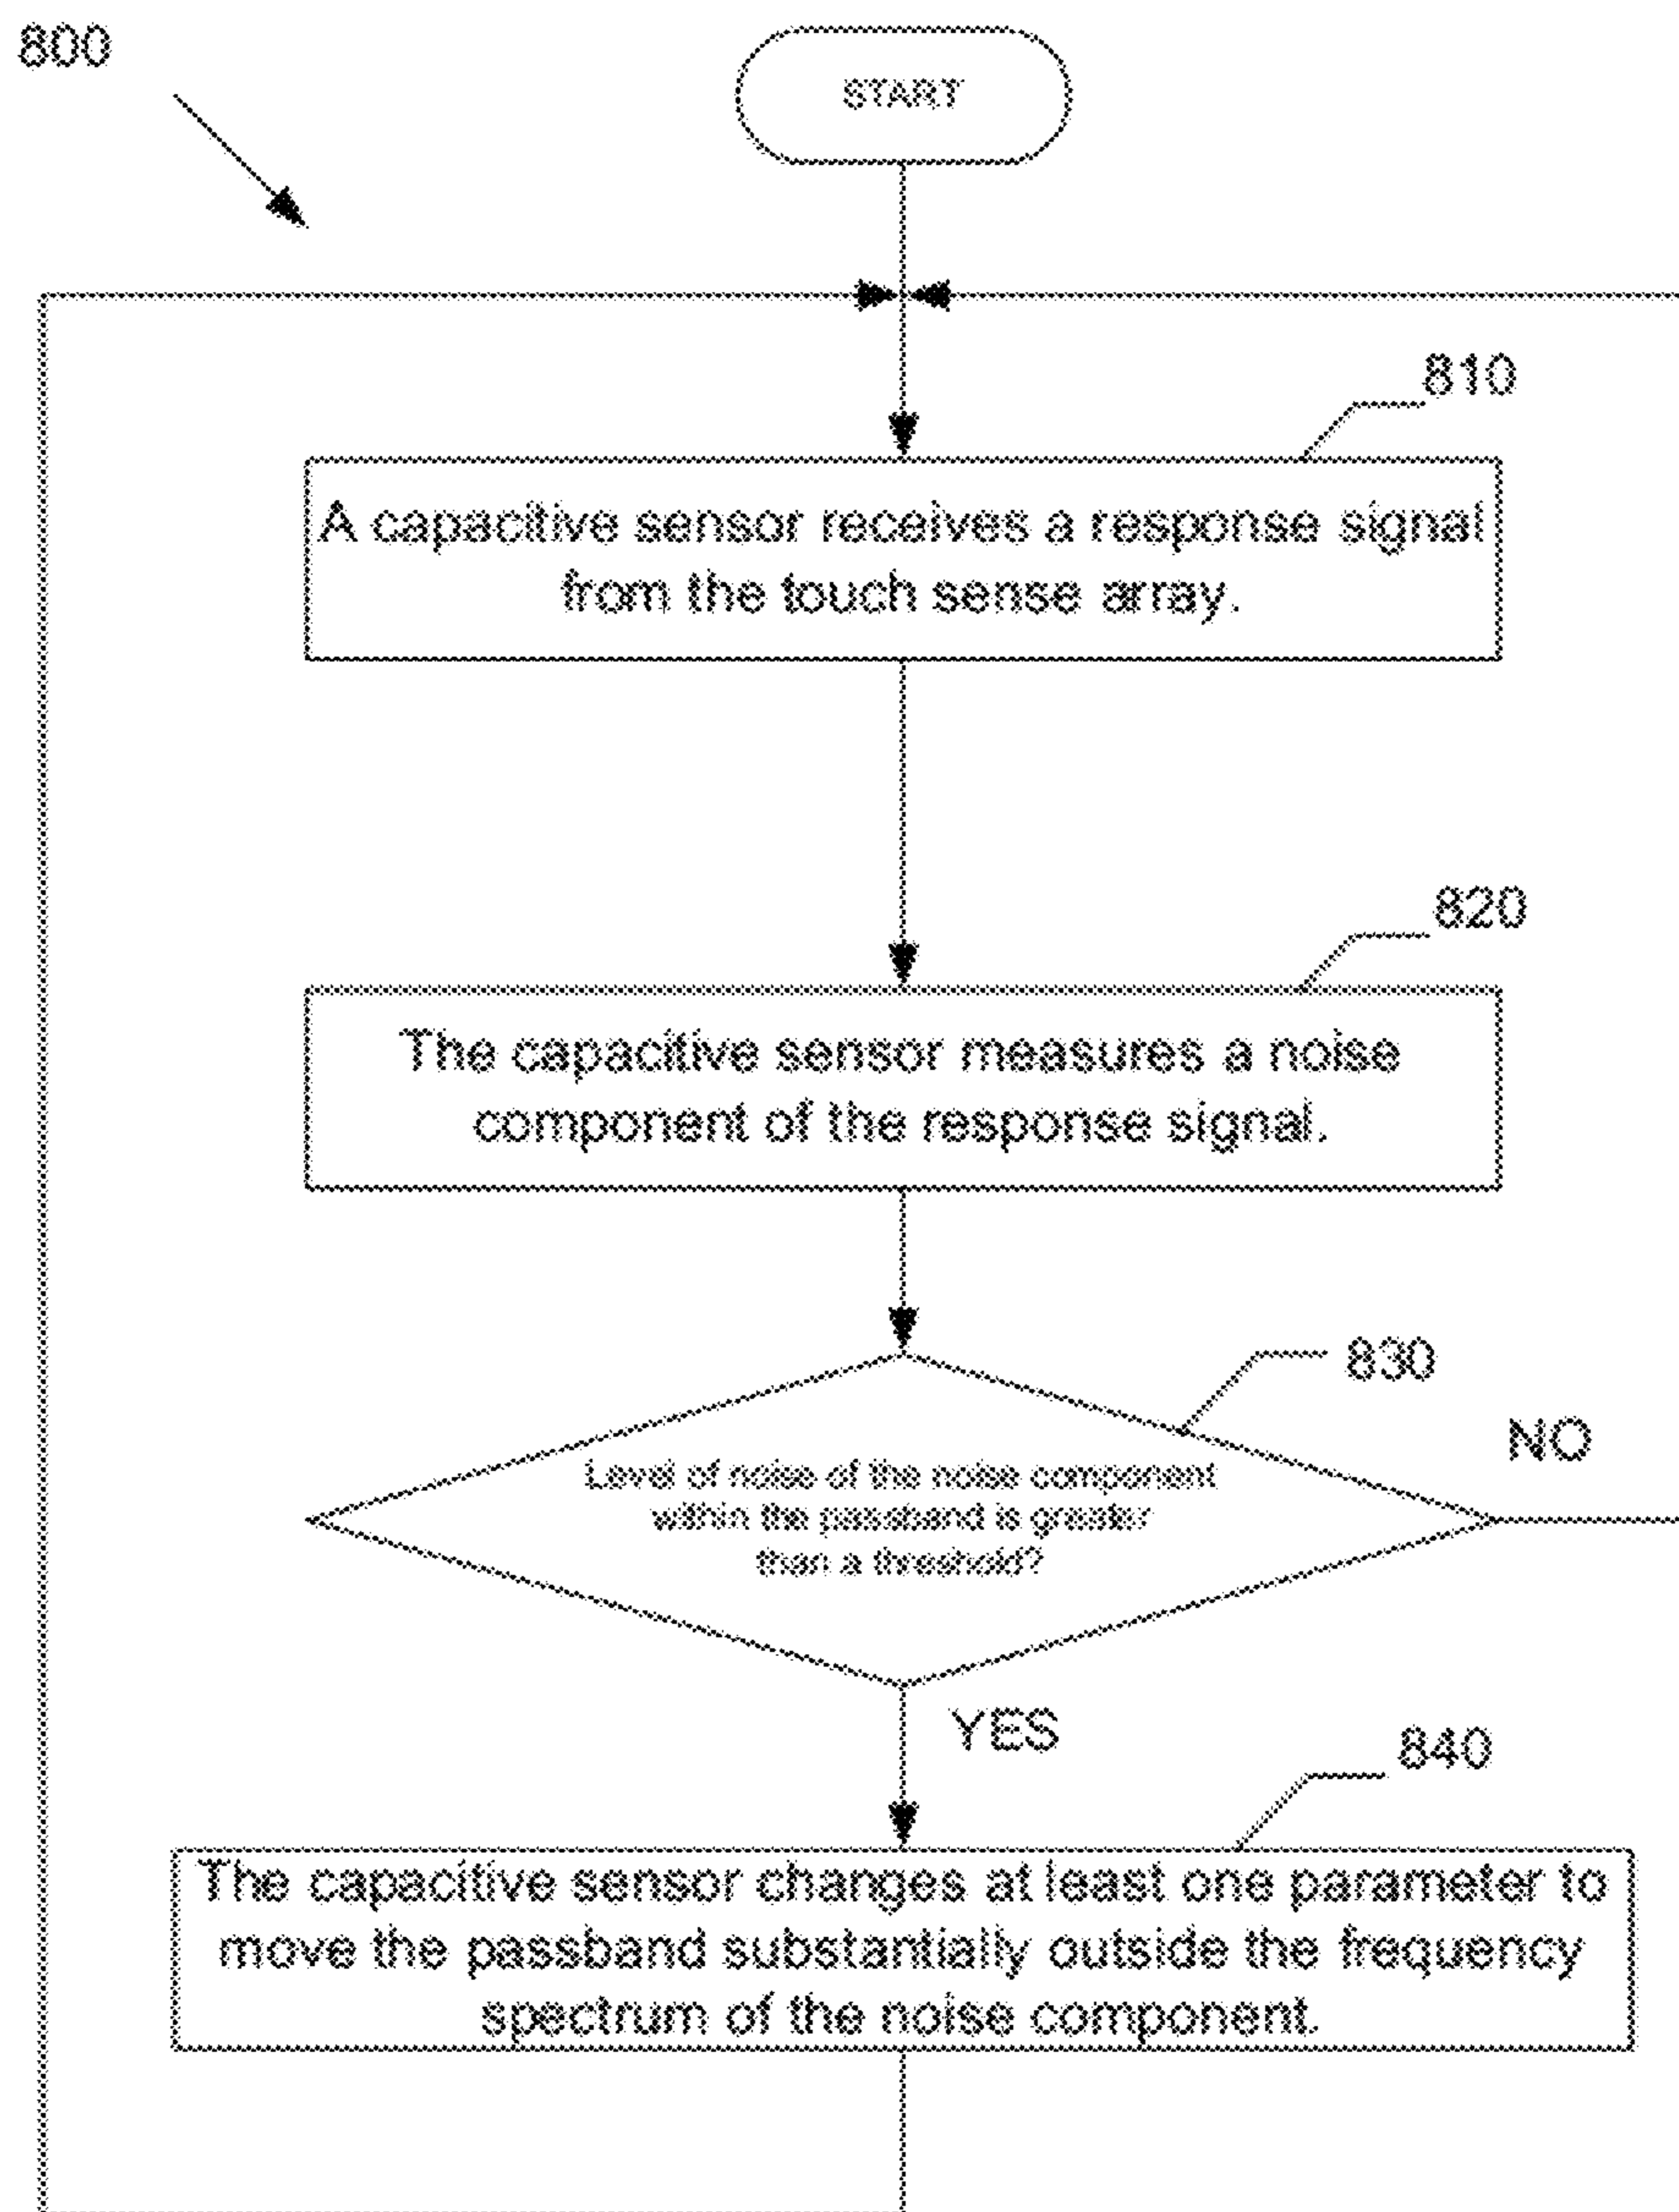 800
START
810
A capacitive sensor receives a response signal
from the touch sense array.
820
The capacitive sensor measures a noise
component of the response signal.
830
NO
Level of noise of the noise component
within the passband is greater
than a threshold?
YES
840
The capacitive sensor changes at least one parameter to
move the passband substantially outside the frequency
spectrum of the noise component.